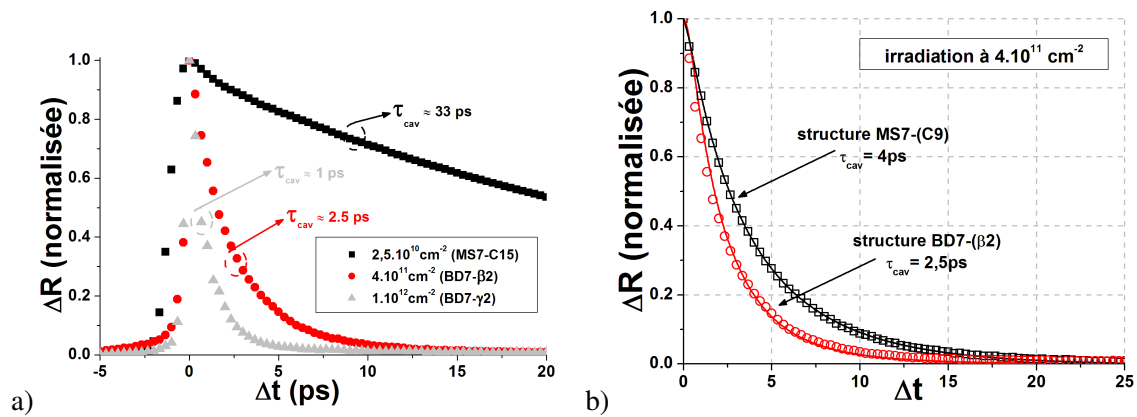 1.0
0.8
0.6
0.4
0.2
0.0
ΔR (normalisée)
τcav ≈ 33 ps
τcav ≈ 1 ps
τcav ≈ 2.5 ps
2,5.10¹⁰cm⁻² (MS7-C15)
4.10¹¹cm⁻² (BD7-β2)
1.10¹²cm⁻² (BD7-γ2)
-5 0 5 10 15 20
Δt (ps)
a)
1.0
0.8
0.6
0.4
0.2
0.0
ΔR (normalisée)
irradiation à 4.10¹¹ cm⁻²
structure MS7-(C9)
τcav= 4ps
structure BD7-(β2)
τcav= 2,5ps
0 5 10 15 20 25
Δt
b)